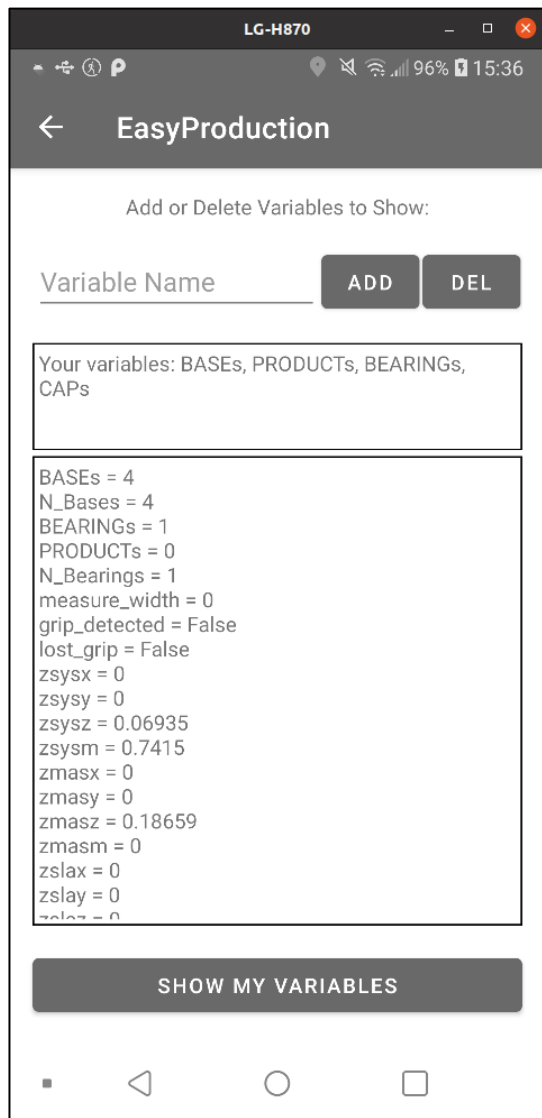 LG-H870
96% 15:36
EasyProduction
Add or Delete Variables to Show:
Variable Name
ADD
DEL
Your variables: BASEs, PRODUCTs, BEARINGs,
CAPs
BASEs = 4
N_Bases = 4
BEARINGs = 1
PRODUCTs = 0
N_Bearings = 1
measure_width = 0
grip_detected = False
lost_grip = False
zsysx = 0
zsysy = 0
zsysz = 0.06935
zsysm = 0.7415
zmasx = 0
zmasy = 0
zmasz = 0.18659
zmasm = 0
zslax = 0
zslay = 0
zslaz = 0
SHOW MY VARIABLES